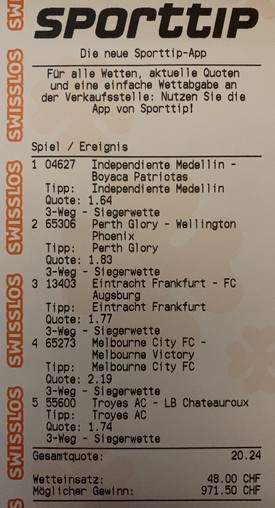 sporttip
Die neue Sporttip-App
Für alle Wetten, aktuelle Quoten
und eine einfache Wettabgabe an
der Verkaufsstelle: Nutzen Sie die
App von Sporttip!
Spiel / Ereignis
1 04627 Independiente Medellin -
Boyaca Patriotas
Tipp: Independiente Medellin
Quote: 1.64
3-Weg - Siegerwette
2 65306 Perth Glory - Wellington
Phoenix
Tipp: Perth Glory
Quote: 1.83
3-Weg - Siegerwette
3 13403 Eintracht Frankfurt - FC
Augsburg
Tipp: Eintracht Frankfurt
Quote: 1.77
3-Weg - Siegerwette
4 65273 Melbourne City FC -
Melbourne Victory
Tipp: Melbourne City FC
Quote: 2.19
3-Weg - Siegerwette
5 55600 Troyes AC - LB Chateauroux
Tipp: Troyes AC
Quote: 1.74
3-Weg - Siegerwette
Gesamtquote: 20.24
Wetteinsatz: 48.00 CHF
Möglicher Gewinn: 971.50 CHF
SWISSLOS
SWISSLOS
SWISSLOS
SWISSLOS
SWISSLOS